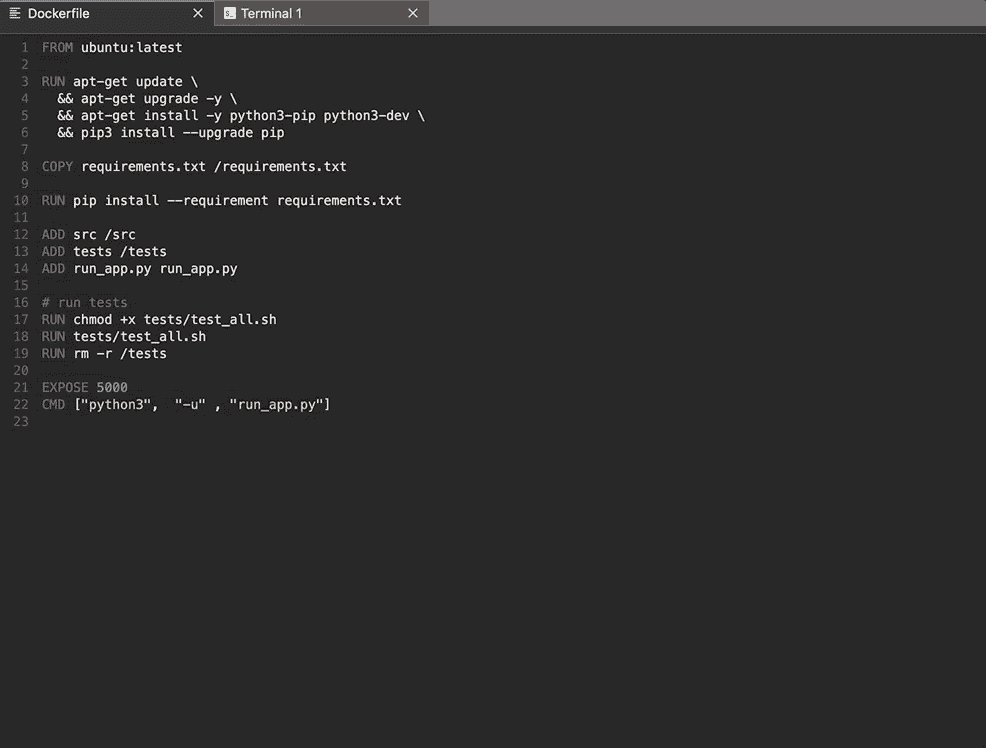 Dockerfile
Terminal 1
1 FROM ubuntu:latest
2
3 RUN apt-get update \
4   && apt-get upgrade -y \
5   && apt-get install -y python3-pip python3-dev \
6   && pip3 install --upgrade pip
7
8 COPY requirements.txt /requirements.txt
9
10 RUN pip install --requirement requirements.txt
11
12 ADD src /src
13 ADD tests /tests
14 ADD run_app.py run_app.py
15
16 # run tests
17 RUN chmod +x tests/test_all.sh
18 RUN tests/test_all.sh
19 RUN rm -r /tests
20
21 EXPOSE 5000
22 CMD ["python3",  "-u" , "run_app.py"]
23